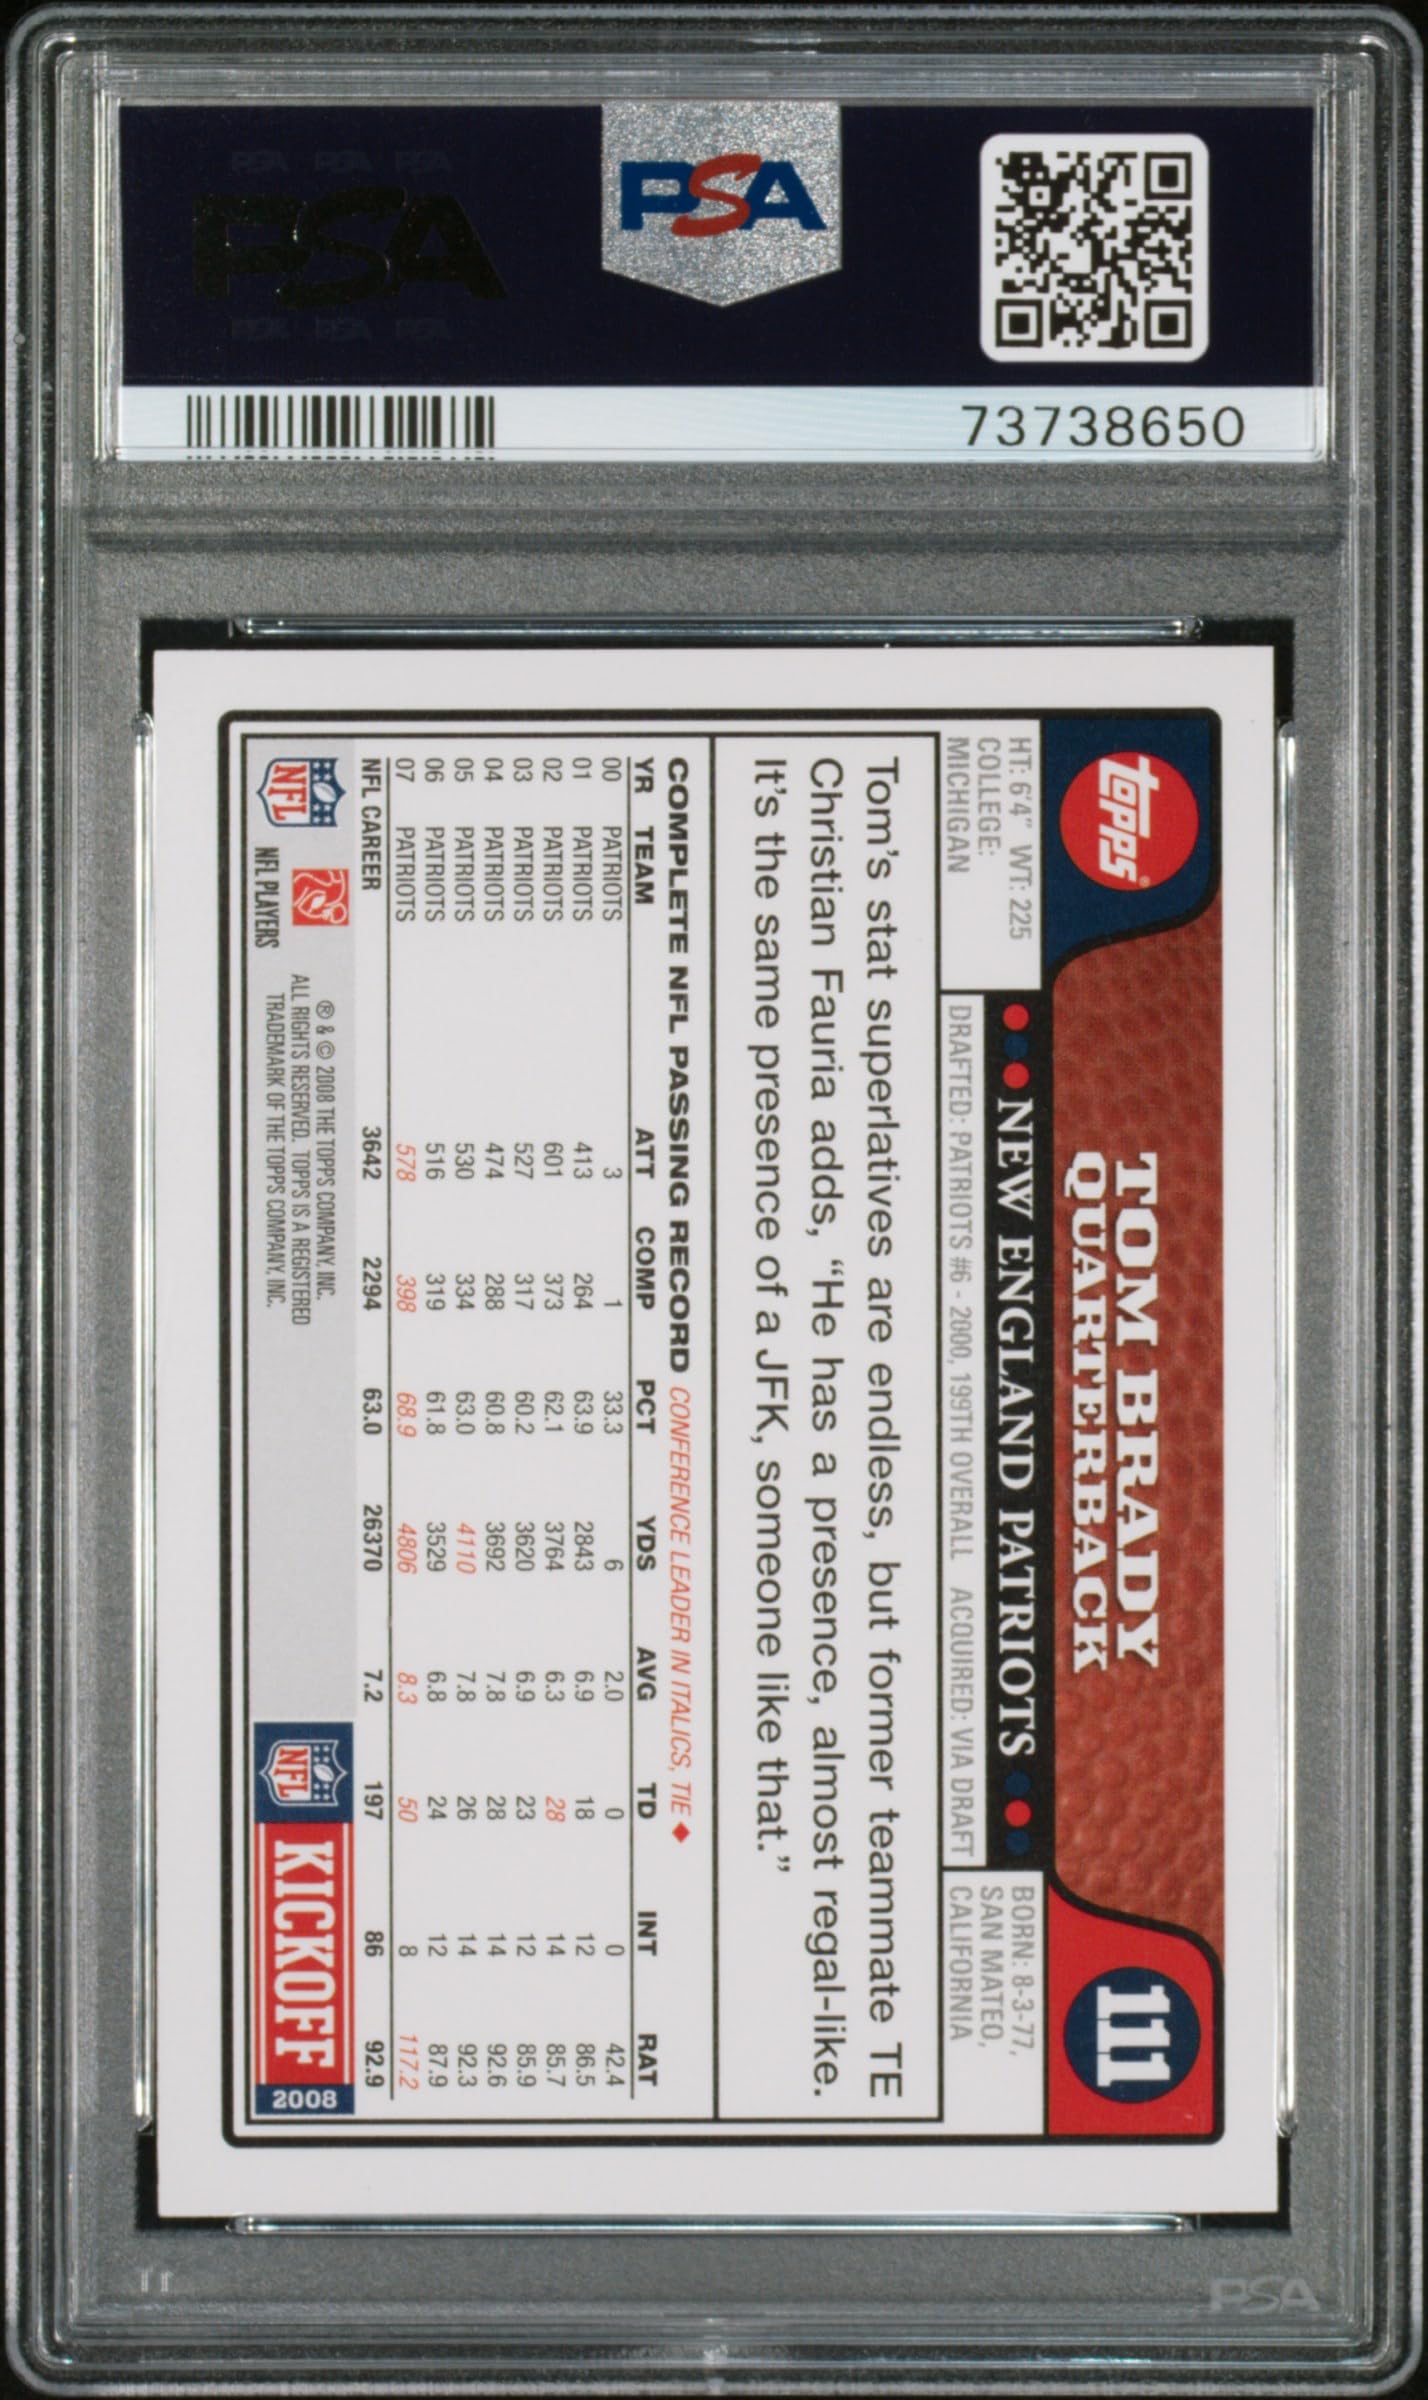 PSA PSA PSA
PSA
PSA PSA PSA
PSA
73738650
topps®
TOM BRADY
QUARTERBACK
111
HT: 6'4" WT: 225
COLLEGE:
MICHIGAN
NEW ENGLAND PATRIOTS
DRAFTED: PATRIOTS #6 - 2000, 199TH OVERALL ACQUIRED: VIA DRAFT
BORN: 8-3-77,
SAN MATEO,
CALIFORNIA
Tom's stat superlatives are endless, but former teammate TE
Christian Fauria adds, “He has a presence, almost regal-like.
It's the same presence of a JFK, someone like that.”
COMPLETE NFL PASSING RECORD CONFERENCE LEADER IN ITALICS, TIE ♦
YR TEAM ATT COMP PCT YDS AVG TD INT RAT
00 PATRIOTS 3 1 33.3 6 2.0 0 0 42.4
01 PATRIOTS 413 264 63.9 2843 6.9 18 12 86.5
02 PATRIOTS 601 373 62.1 3764 6.3 28 14 85.7
03 PATRIOTS 527 317 60.2 3620 6.9 23 12 85.9
04 PATRIOTS 474 288 60.8 3692 7.8 28 14 92.6
05 PATRIOTS 530 334 63.0 4110 7.8 26 14 92.3
06 PATRIOTS 516 319 61.8 3529 6.8 24 12 87.9
07 PATRIOTS 578 398 68.9 4806 8.3 50 8 117.2
NFL CAREER 3642 2294 63.0 26370 7.2 197 86 92.9
NFL
NFL PLAYERS
® & © 2008 THE TOPPS COMPANY, INC.
ALL RIGHTS RESERVED. TOPPS IS A REGISTERED
TRADEMARK OF THE TOPPS COMPANY, INC.
NFL
KICKOFF
2008
PSA